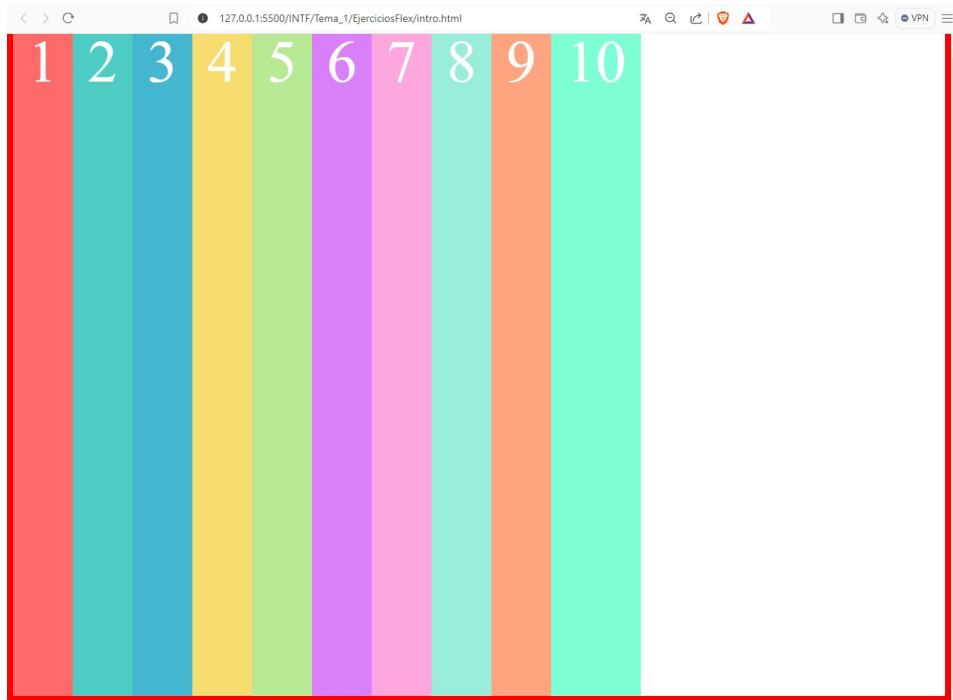 127.0.0.1:5500/INTF/Tema_1/EjerciciosFlex/intro.html
VPN
1 2 3 4 5 6 7 8 9 10